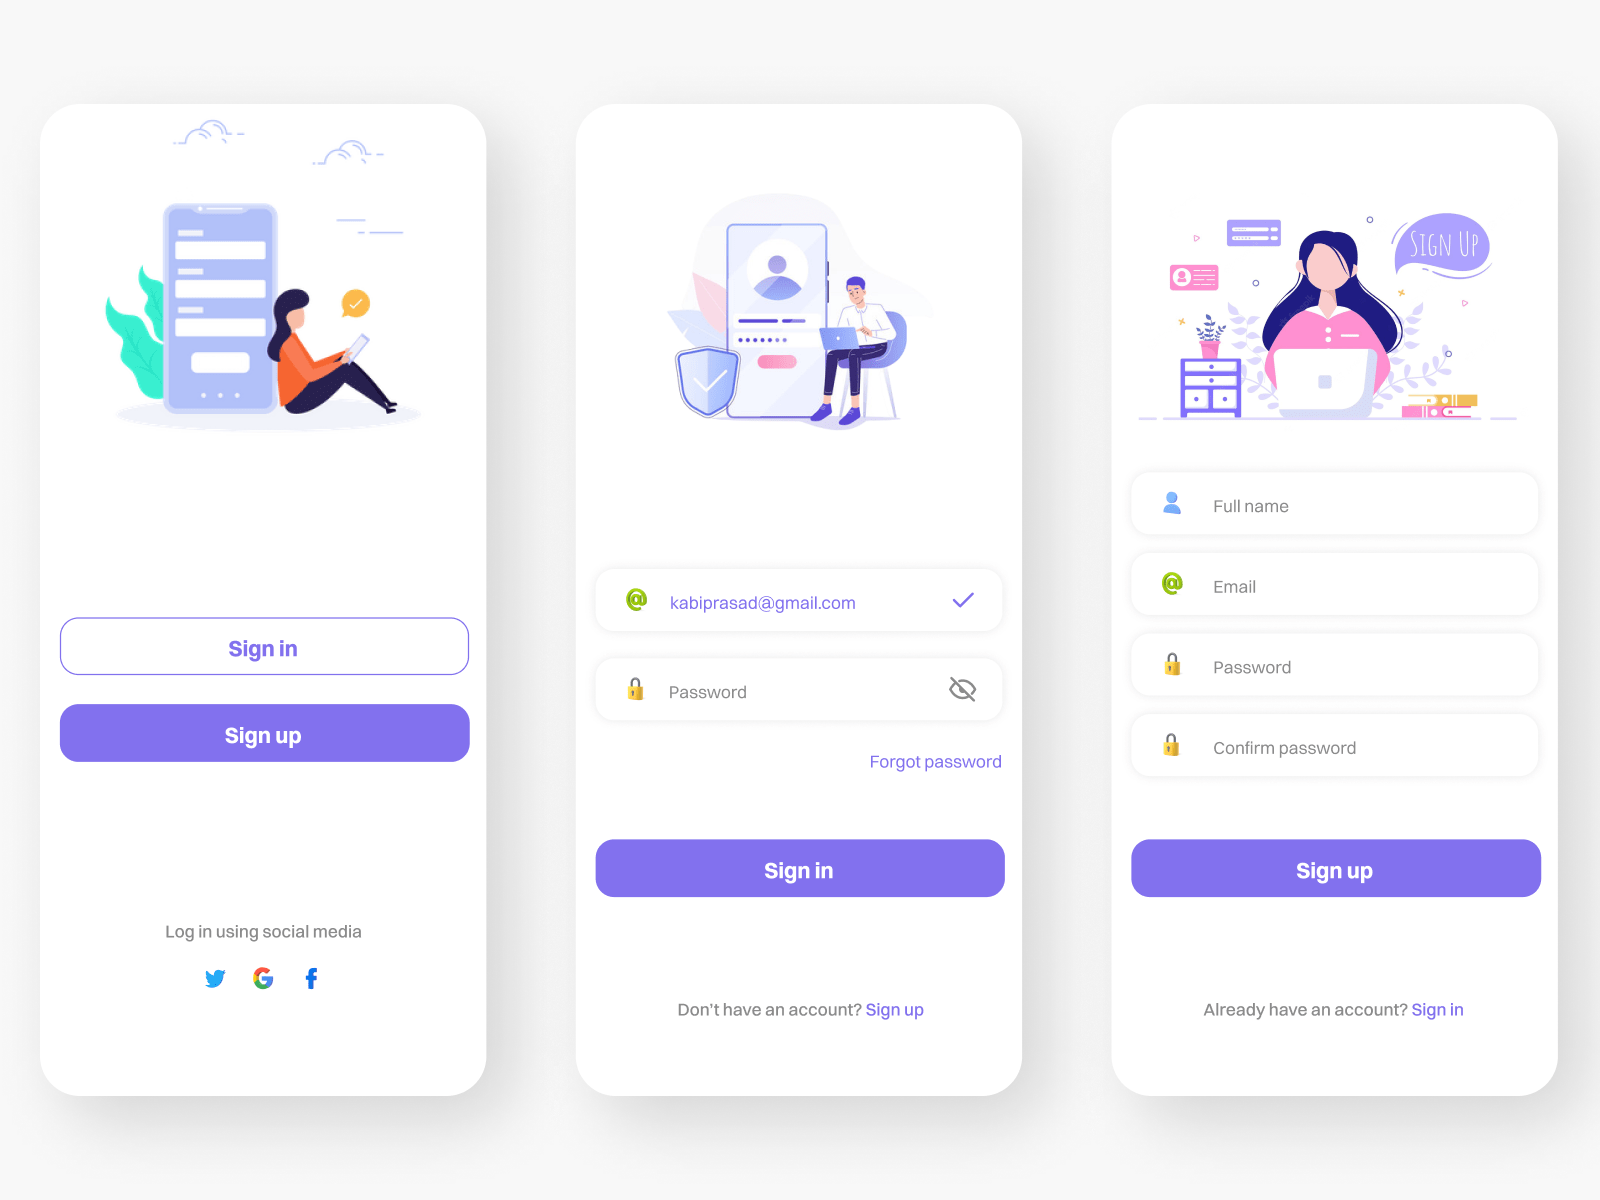 Sign in
Sign up
Log in using social media
kabiprasad@gmail.com
Password
Forgot password
Sign in
Don't have an account? Sign up
SIGN UP
Full name
Email
Password
Confirm password
Sign up
Already have an account? Sign in